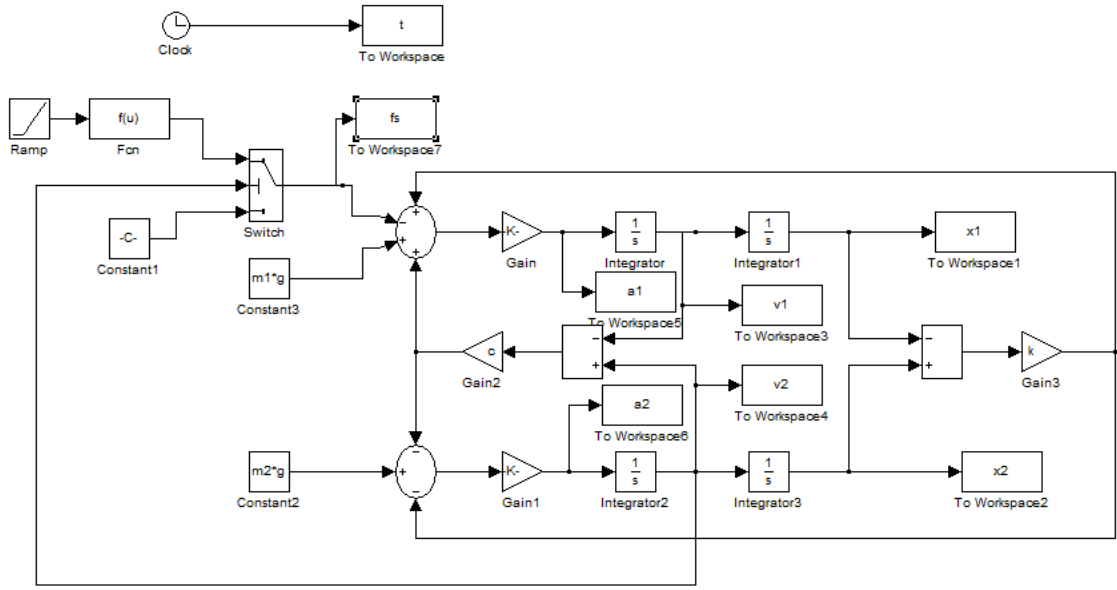 t
Clock
To Workspace
f(u)
fs
Ramp
Fcn
To Workspace7
+
−
+
+
-C-
Switch
Constant1
K-
1
s
1
s
x1
Gain
Integrator
Integrator1
To Workspace1
m1*g
Constant3
a1
v1
To Workspace5
To Workspace3
−
+
c
Gain2
−
+
k
Gain3
v2
To Workspace4
a2
To Workspace6
−
+
−
m2*g
Constant2
K-
1
s
1
s
x2
Gain1
Integrator2
Integrator3
To Workspace2